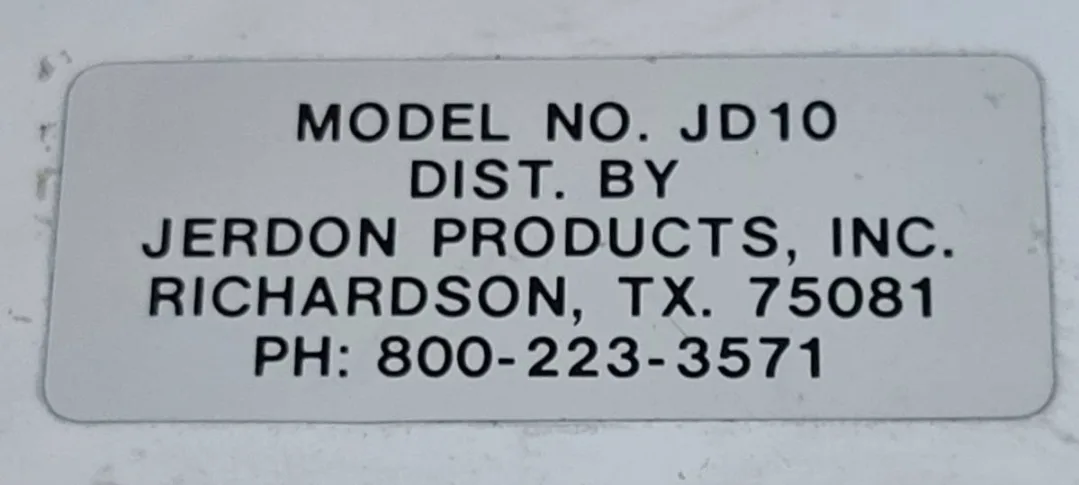 MODEL NO. JD10
DIST. BY
JERDON PRODUCTS, INC.
RICHARDSON, TX. 75081
PH: 800-223-3571